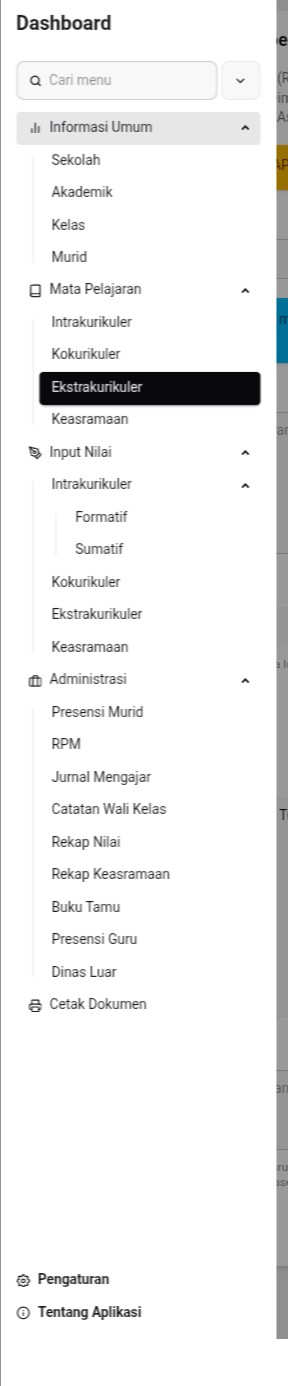 Dashboard
Cari menu
Informasi Umum
Sekolah
Akademik
Kelas
Murid
Mata Pelajaran
Intrakurikuler
Kokurikuler
Ekstrakurikuler
Keasramaan
Input Nilai
Intrakurikuler
Formatif
Sumatif
Kokurikuler
Ekstrakurikuler
Keasramaan
Administrasi
Presensi Murid
RPM
Jurnal Mengajar
Catatan Wali Kelas
Rekap Nilai
Rekap Keasramaan
Buku Tamu
Presensi Guru
Dinas Luar
Cetak Dokumen
Pengaturan
Tentang Aplikasi